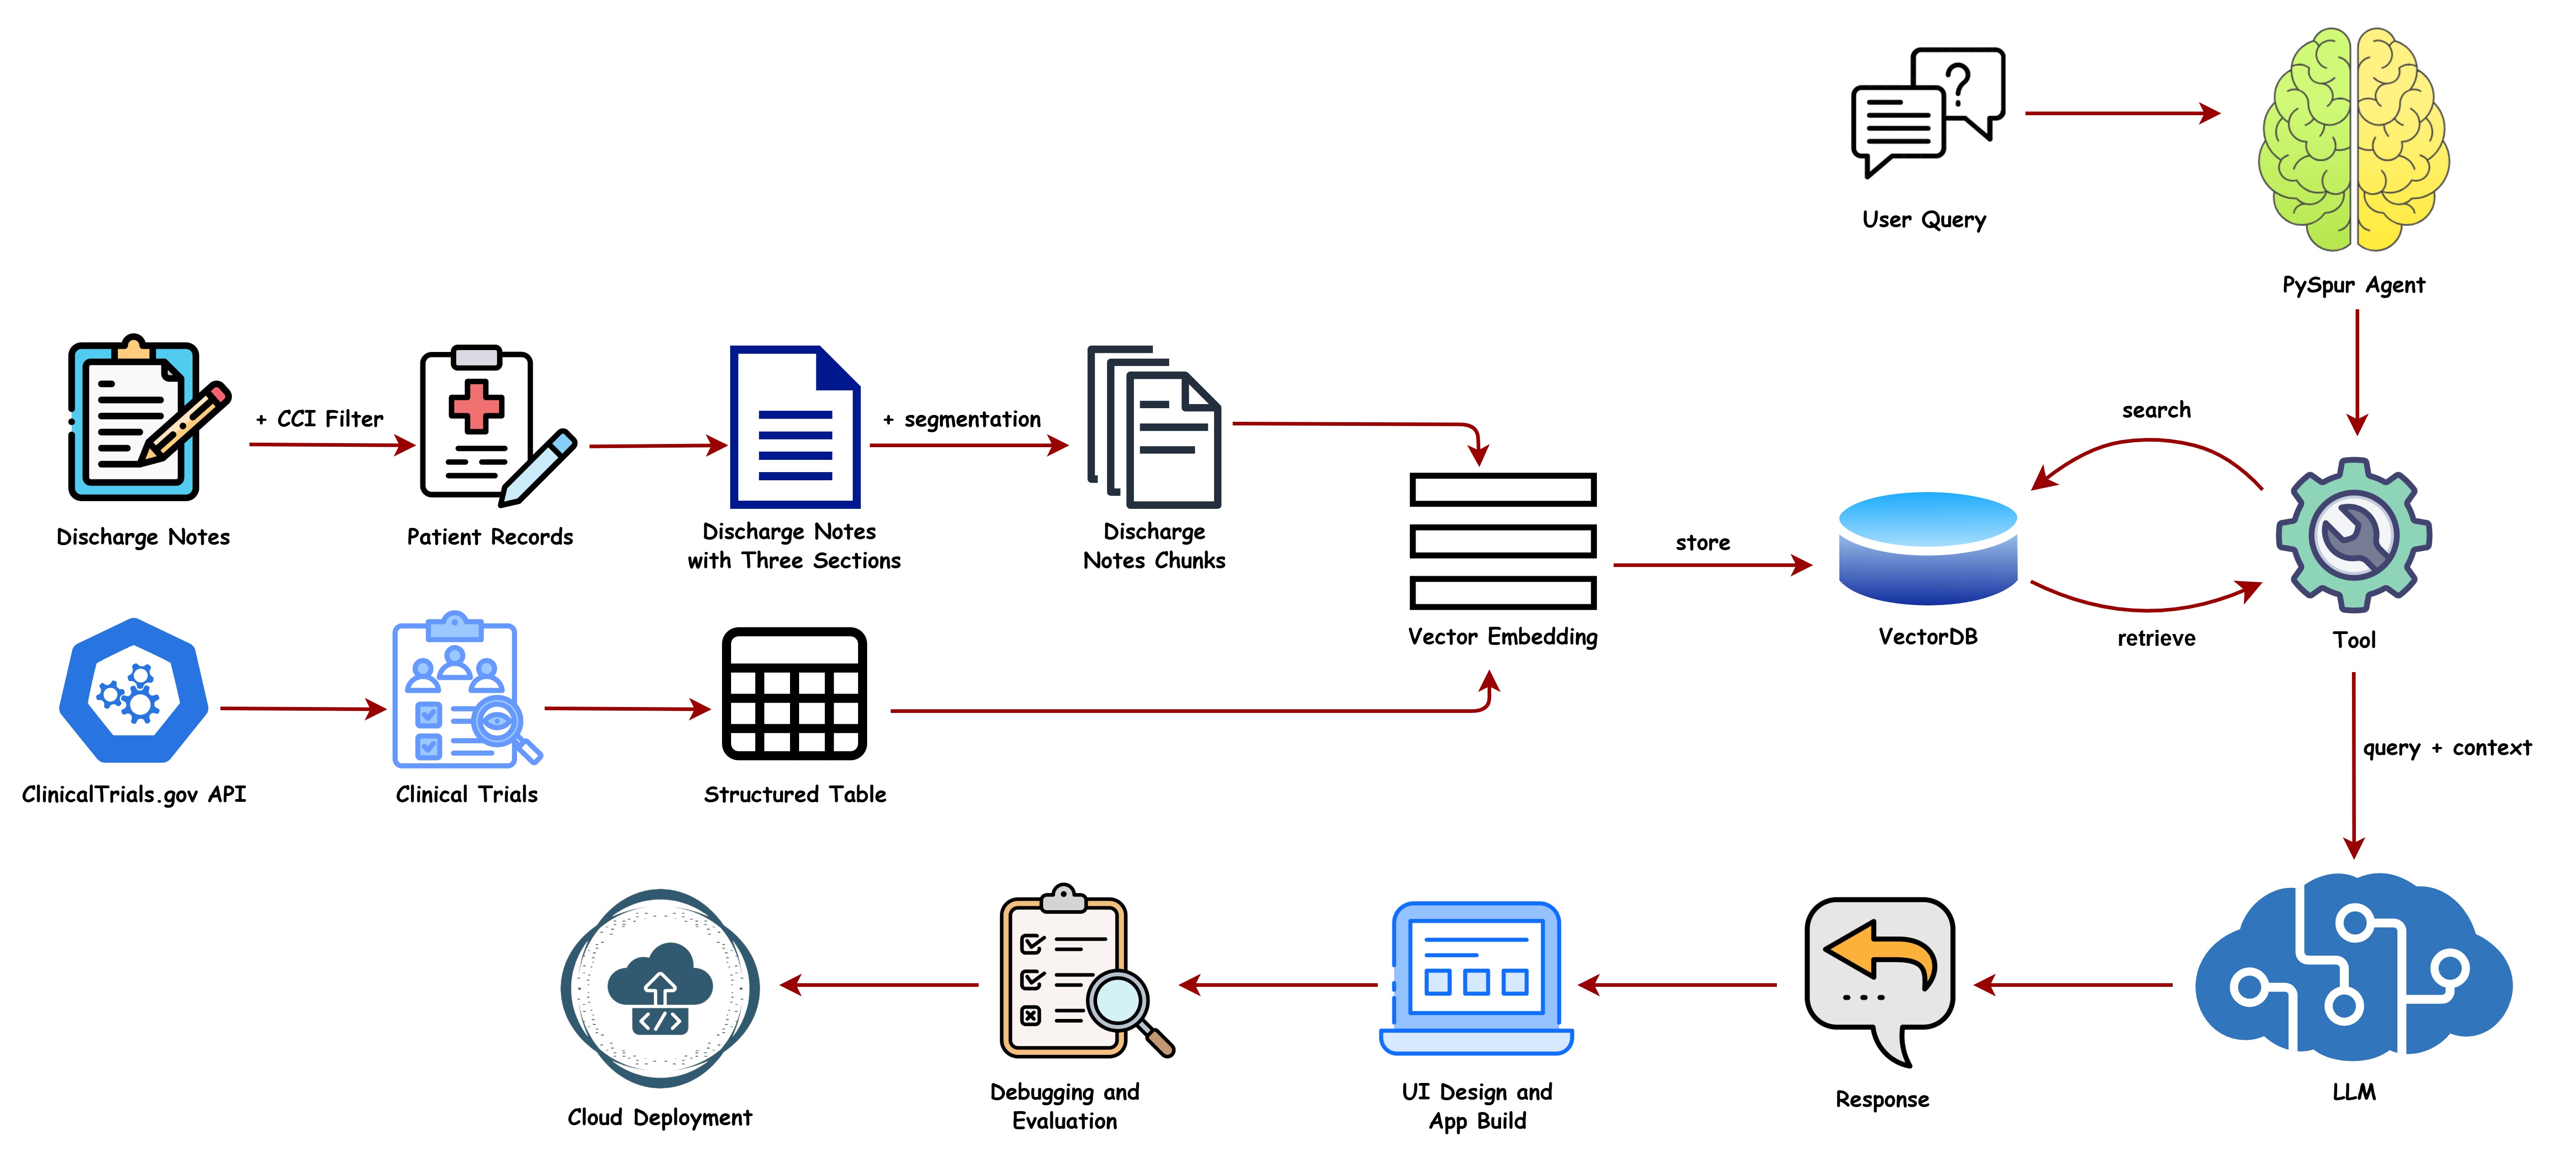 ?
User Query
PySpur Agent
+ CCI Filter
+ segmentation
search
Discharge Notes
Patient Records
Discharge Notes
with Three Sections
Discharge
Notes Chunks
store
Vector Embedding
VectorDB
retrieve
Tool
query + context
ClinicalTrials.gov API
Clinical Trials
Structured Table
</>
Cloud Deployment
Debugging and
Evaluation
UI Design and
App Build
Response
LLM